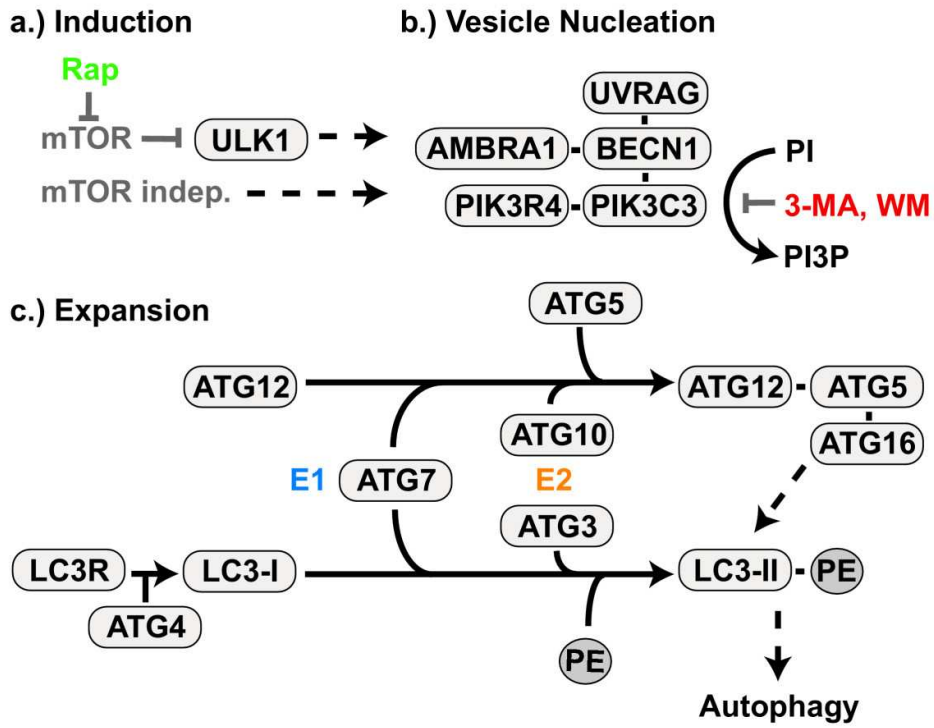 a.) Induction
b.) Vesicle Nucleation
Rap
mTOR
ULK1
mTOR indep.
UVRAG
AMBRA1
BECN1
PIK3R4
PIK3C3
PI
3-MA, WM
PI3P
c.) Expansion
ATG5
ATG12
ATG12
ATG5
ATG10
ATG16
E1
ATG7
E2
ATG3
LC3R
LC3-I
LC3-II
PE
ATG4
PE
Autophagy